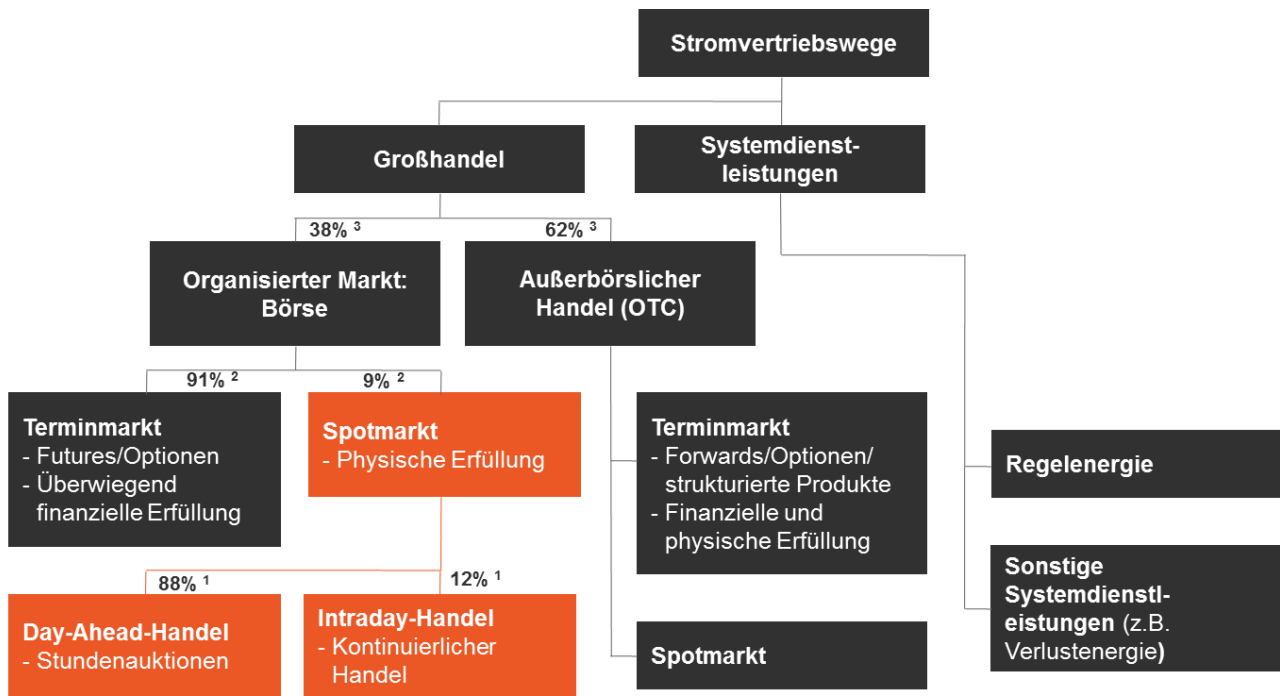 Stromvertriebswege
Großhandel
Systemdienst-
leistungen
38% ³
62% ³
Organisierter Markt:
Börse
Außerbörslicher
Handel (OTC)
91% ²
9% ²
Terminmarkt
- Futures/Optionen
- Überwiegend
finanzielle Erfüllung
Spotmarkt
- Physische Erfüllung
Terminmarkt
- Forwards/Optionen/
strukturierte Produkte
- Finanzielle und
physische Erfüllung
Regelenergie
88% ¹
12% ¹
Day-Ahead-Handel
- Stundenauktionen
Intraday-Handel
- Kontinuierlicher
Handel
Spotmarkt
Sonstige
Systemdienstl-
eistungen (z.B.
Verlustenergie)